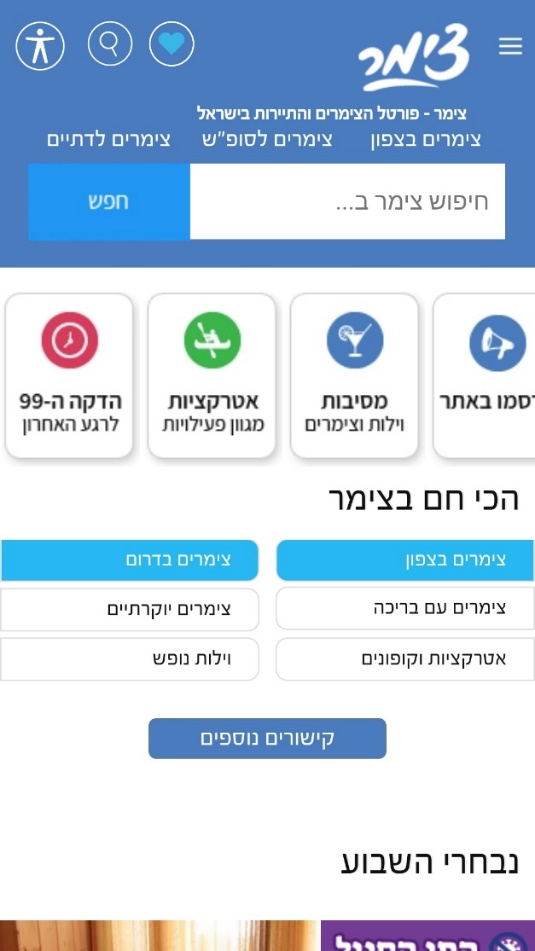 צימר
צימר - פורטל הצימרים והתיירות בישראל
צימרים בצפון
צימרים לסופ"ש
צימרים לדתיים
חיפוש צימר ב...
חפש
באתר
מסיבות
וילות וצימרים
אטרקציות
מגוון פעילויות
הדקה ה-99
לרגע האחרון
הכי חם בצימר
צימרים בצפון
צימרים בדרום
צימרים עם בריכה
צימרים יוקרתיים
אטרקציות וקופונים
וילות נופש
קישורים נוספים
נבחרי השבוע